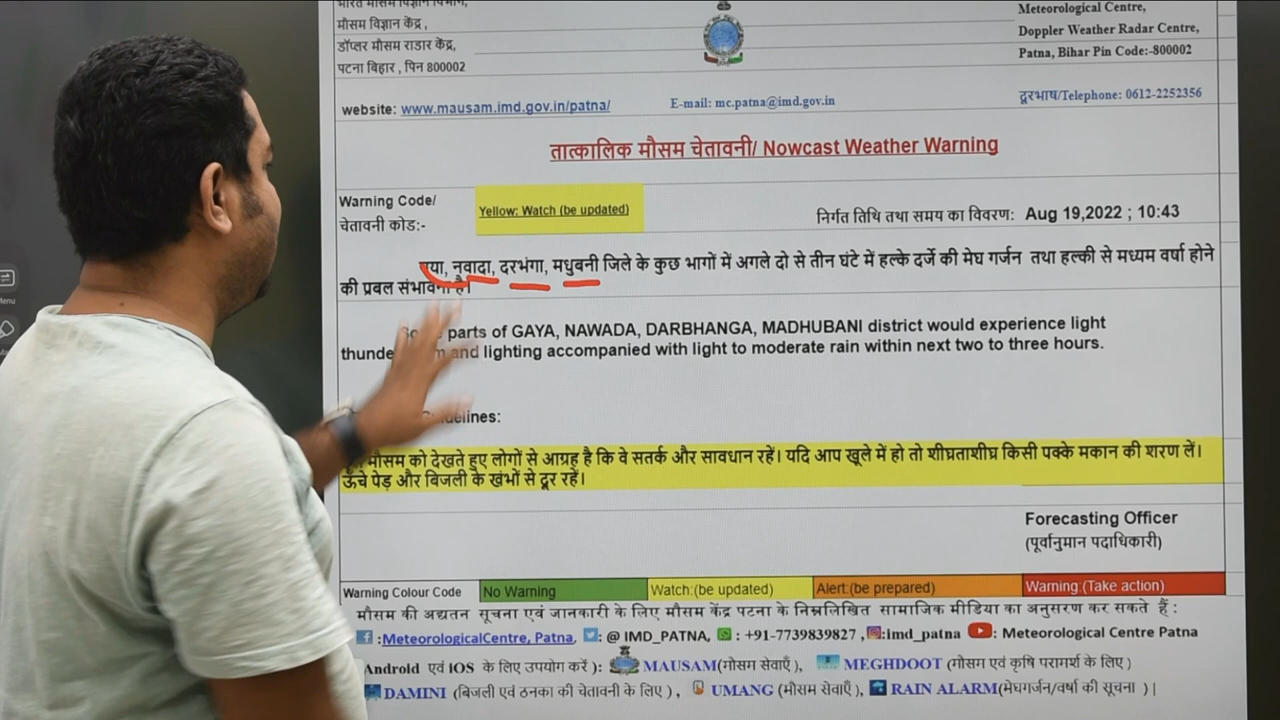 मौसम विज्ञान केंद्र,
डॉप्लर मौसम राडार केंद्र,
पटना बिहार , पिन 800002
Meteorological Centre,
Doppler Weather Radar Centre,
Patna, Bihar Pin Code:-800002
website: www.mausam.imd.gov.in/patna/
E-mail: mc.patna@imd.gov.in
दूरभाष/Telephone: 0612-2252356
तात्कालिक मौसम चेतावनी/ Nowcast Weather Warning
Warning Code/
चेतावनी कोड:-
Yellow: Watch (be updated)
निर्गत तिथि तथा समय का विवरण: Aug 19,2022 ; 10:43
नवादा, दरभंगा, मधुबनी जिले के कुछ भागों में अगले दो से तीन घंटे में हल्के दर्जे की मेघ गर्जन तथा हल्की से मध्यम वर्षा होने
की प्रबल संभावना है।
parts of GAYA, NAWADA, DARBHANGA, MADHUBANI district would experience light
and lighting accompanied with light to moderate rain within next two to three hours.
मौसम को देखते हुए लोगों से आग्रह है कि वे सतर्क और सावधान रहें। यदि आप खूले में हो तो शीघ्रताशीघ्र किसी पक्के मकान की शरण लें।
ऊँचे पेड़ और बिजली के खंभों से दूर रहें।
Forecasting Officer
(पूर्वानुमान पदाधिकारी)
Warning Colour Code
No Warning
Watch:(be updated)
Alert:(be prepared)
Warning:(Take action)
मौसम की अद्यतन सूचना एवं जानकारी के लिए मौसम केंद्र पटना के निम्नलिखित सामाजिक मीडिया का अनुसरण कर सकते हैं :
:MeteorologicalCentre, Patna, : @ IMD_PATNA, : +91-7739839827 , :imd_patna : Meteorological Centre Patna
Android एवं IOS के लिए उपयोग करें ): MAUSAM(मौसम सेवाएँ ), MEGHDOOT (मौसम एवं कृषि परामर्श के लिए )
DAMINI (बिजली एवं ठनका की चेतावनी के लिए ) , UMANG (मौसम सेवाएँ ), RAIN ALARM(मेघगर्जन/वर्षा की सूचना ) |
Menu